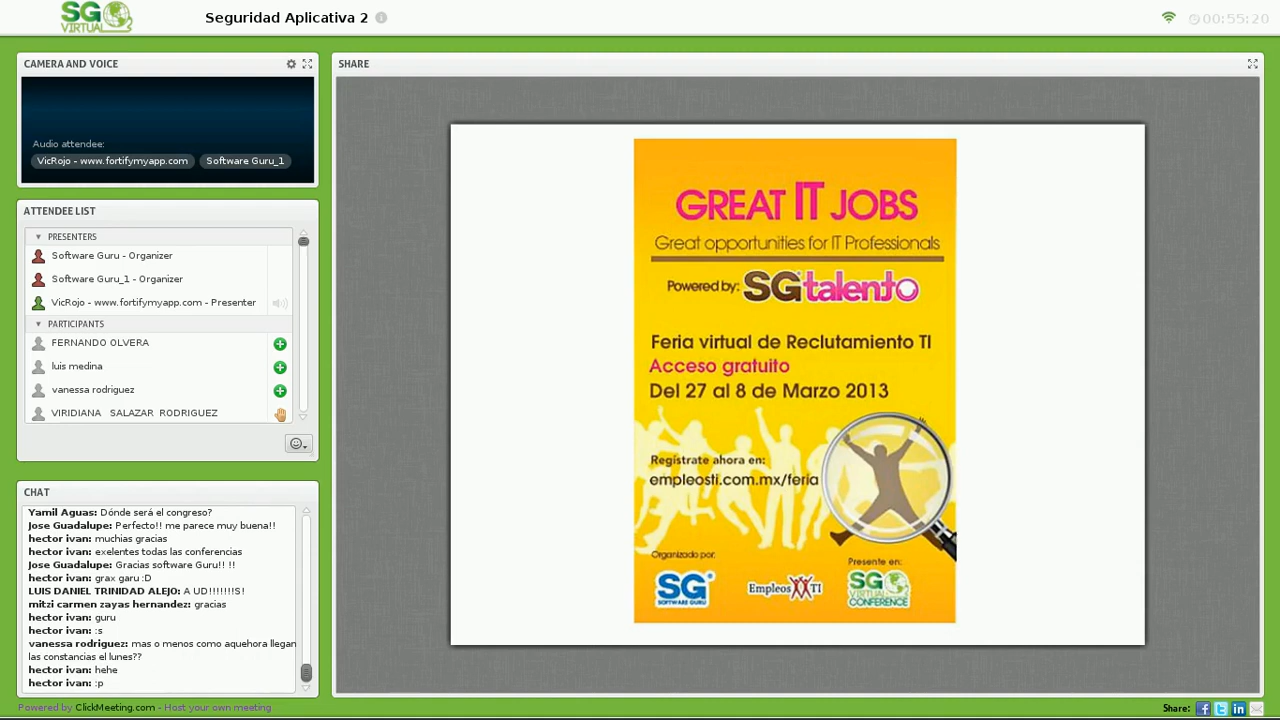 SG
VIRTUAL
Seguridad Aplicativa 2
00:55:20
CAMERA AND VOICE
Audio attendee:
VicRojo - www.fortifymyapp.com
Software Guru_1
ATTENDEE LIST
PRESENTERS
Software Guru - Organizer
Software Guru_1 - Organizer
VicRojo - www.fortifymyapp.com - Presenter
PARTICIPANTS
FERNANDO OLVERA
luis medina
vanessa rodriguez
VIRIDIANA SALAZAR RODRIGUEZ
CHAT
Yamil Aguas: Dónde será el congreso?
Jose Guadalupe: Perfecto!! me parece muy buena!!
hector ivan: muchias gracias
hector ivan: exelentes todas las conferencias
Jose Guadalupe: Gracias software Guru!! !!
hector ivan: grax garu :D
LUIS DANIEL TRINIDAD ALEJO: A UD!!!!!!!S!
mitzi carmen zayas hernandez: gracias
hector ivan: guru
hector ivan: :s
vanessa rodriguez: mas o menos como aquehora llegan
las constancias el lunes??
hector ivan: hehe
hector ivan: :p
SHARE
GREAT IT JOBS
Great opportunities for IT Professionals
Powered by: SGtalento
Feria virtual de Reclutamiento TI
Acceso gratuito
Del 27 al 8 de Marzo 2013
Regístrate ahora en:
empleosti.com.mx/feria
Organizado por:
Presente en:
SG
SOFTWARE GURU
Empleos TI
SG
VIRTUAL
CONFERENCE
Powered by ClickMeeting.com - Host your own meeting
Share: